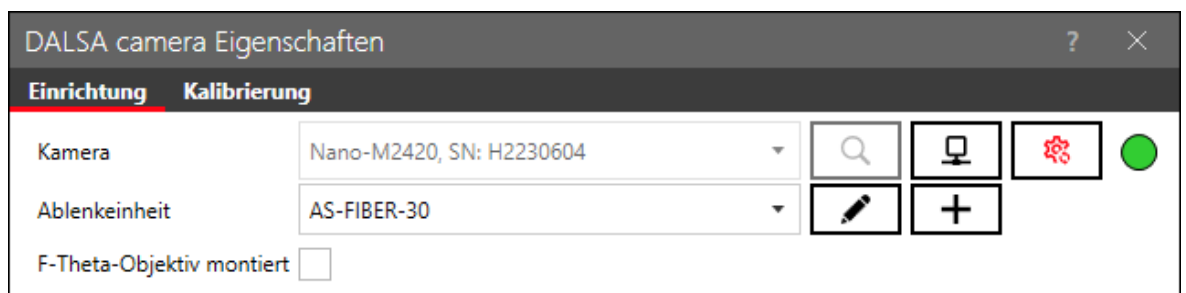 DALSA camera Eigenschaften ?
Einrichtung Kalibrierung
Kamera Nano-M2420, SN: H2230604
Ablenkeinheit AS-FIBER-30
F-Theta-Objektiv montiert